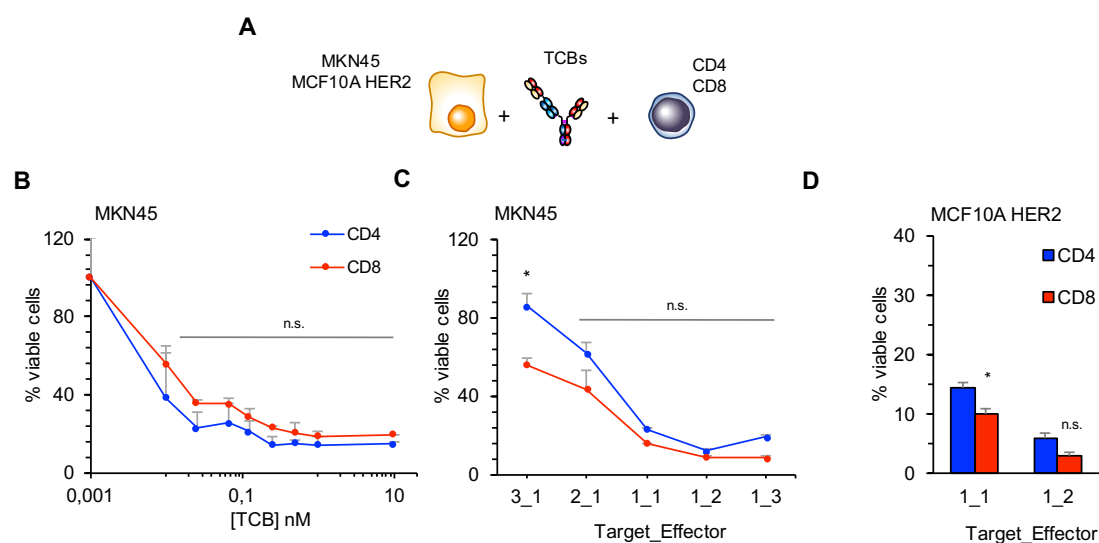 A
MKN45
MCF10A HER2
+
TCBs
+
CD4
CD8
B
MKN45
CD4
CD8
n.s.
% viable cells
120
80
40
0
0,001
0,1
10
[TCB] nM
C
MKN45
*
n.s.
% viable cells
120
80
40
0
3_1
2_1
1_1
1_2
1_3
Target_Effector
D
MCF10A HER2
CD4
CD8
*
n.s.
% viable cells
40
30
20
10
0
1_1
1_2
Target_Effector